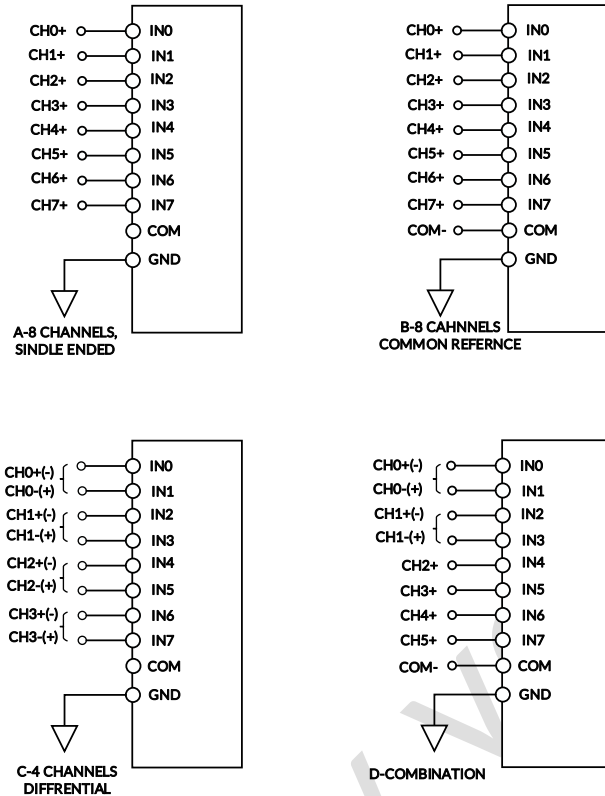 CH0+ IN0
CH1+ IN1
CH2+ IN2
CH3+ IN3
CH4+ IN4
CH5+ IN5
CH6+ IN6
CH7+ IN7
COM
GND
A-8 CHANNELS,
SINDLE ENDED
CH0+ IN0
CH1+ IN1
CH2+ IN2
CH3+ IN3
CH4+ IN4
CH5+ IN5
CH6+ IN6
CH7+ IN7
COM- COM
GND
B-8 CAHNNELS
COMMON REFERNCE
CH0+(-) IN0
CH0-(+) IN1
CH1+(-) IN2
CH1-(+) IN3
CH2+(-) IN4
CH2-(+) IN5
CH3+(-) IN6
CH3-(+) IN7
COM
GND
C-4 CHANNELS
DIFFRENTIAL
CH0+(-) IN0
CH0-(+) IN1
CH1+(-) IN2
CH1-(+) IN3
CH2+ IN4
CH3+ IN5
CH4+ IN6
CH5+ IN7
COM- COM
GND
D-COMBINATION